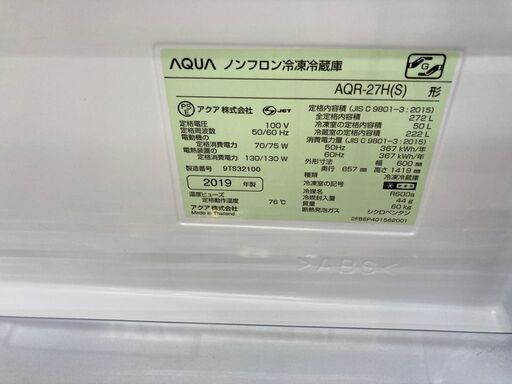 AQUA ノンフロン冷凍冷蔵庫
AQR-27H(S) 形
PSE アクア株式会社 JET
定格電圧 100 V
定格周波数 50/60 Hz
電動機の
定格消費電力 70/75 W
電熱装置の
定格消費電力 130/130 W
製造番号 9TS32100
2019 年製
温度ヒューズ
定格動作温度 76℃
アクア株式会社
Made in Thailand
G
定格内容積 (JIS C 9801-3 : 2015)
全定格内容積 272 L
冷凍室の定格内容積 50 L
冷蔵室の定格内容積 222 L
消費電力量 (JIS C 9801-3 : 2015)
50Hz 367 kWh/年
60Hz 367 kWh/年
外形寸法 幅 600 mm
奥行 657 mm 高さ 1419 mm
種類 冷凍冷蔵庫
冷凍室の記号
冷媒 R600a
冷媒封入量 44 g
質量 60 kg
断熱発泡ガス シクロペンタン
2FB6P401562001
>ABS<